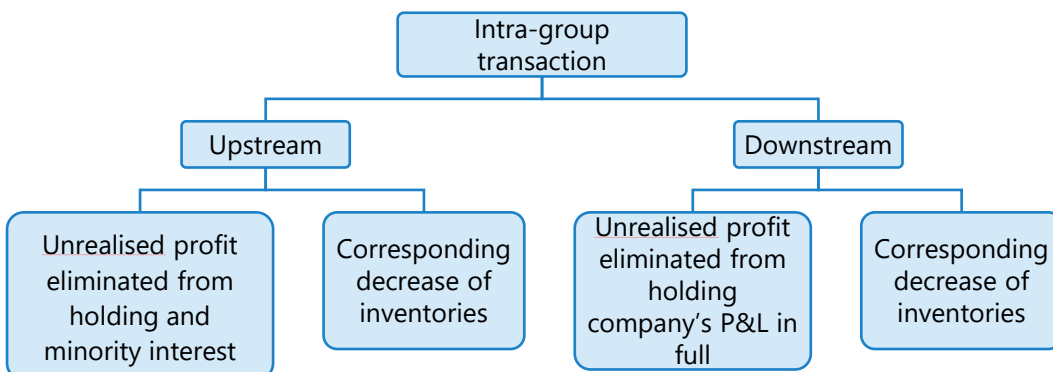 Intra-group
transaction
Upstream
Downstream
Unrealised profit
eliminated from
holding and
minority interest
Corresponding
decrease of
inventories
Unrealised profit
eliminated from
holding
company's P&L in
full
Corresponding
decrease of
inventories